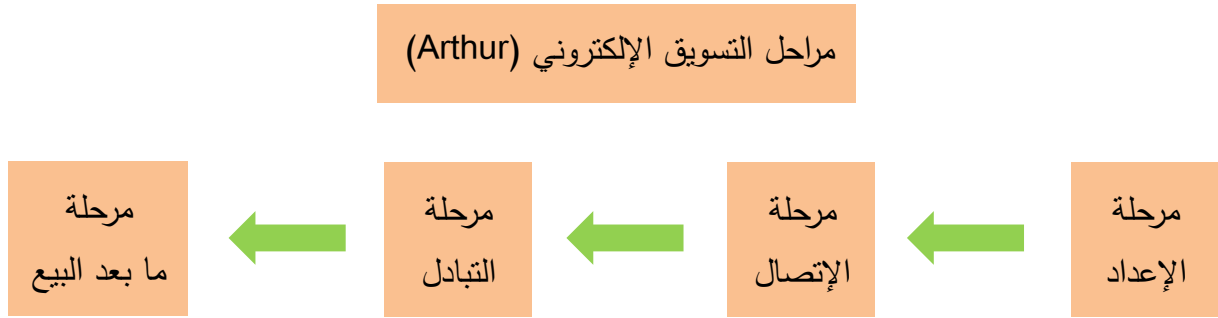 مراحل التسويق الإلكتروني (Arthur)
مرحلة
الإعداد
مرحلة
الإتصال
مرحلة
التبادل
مرحلة
ما بعد البيع